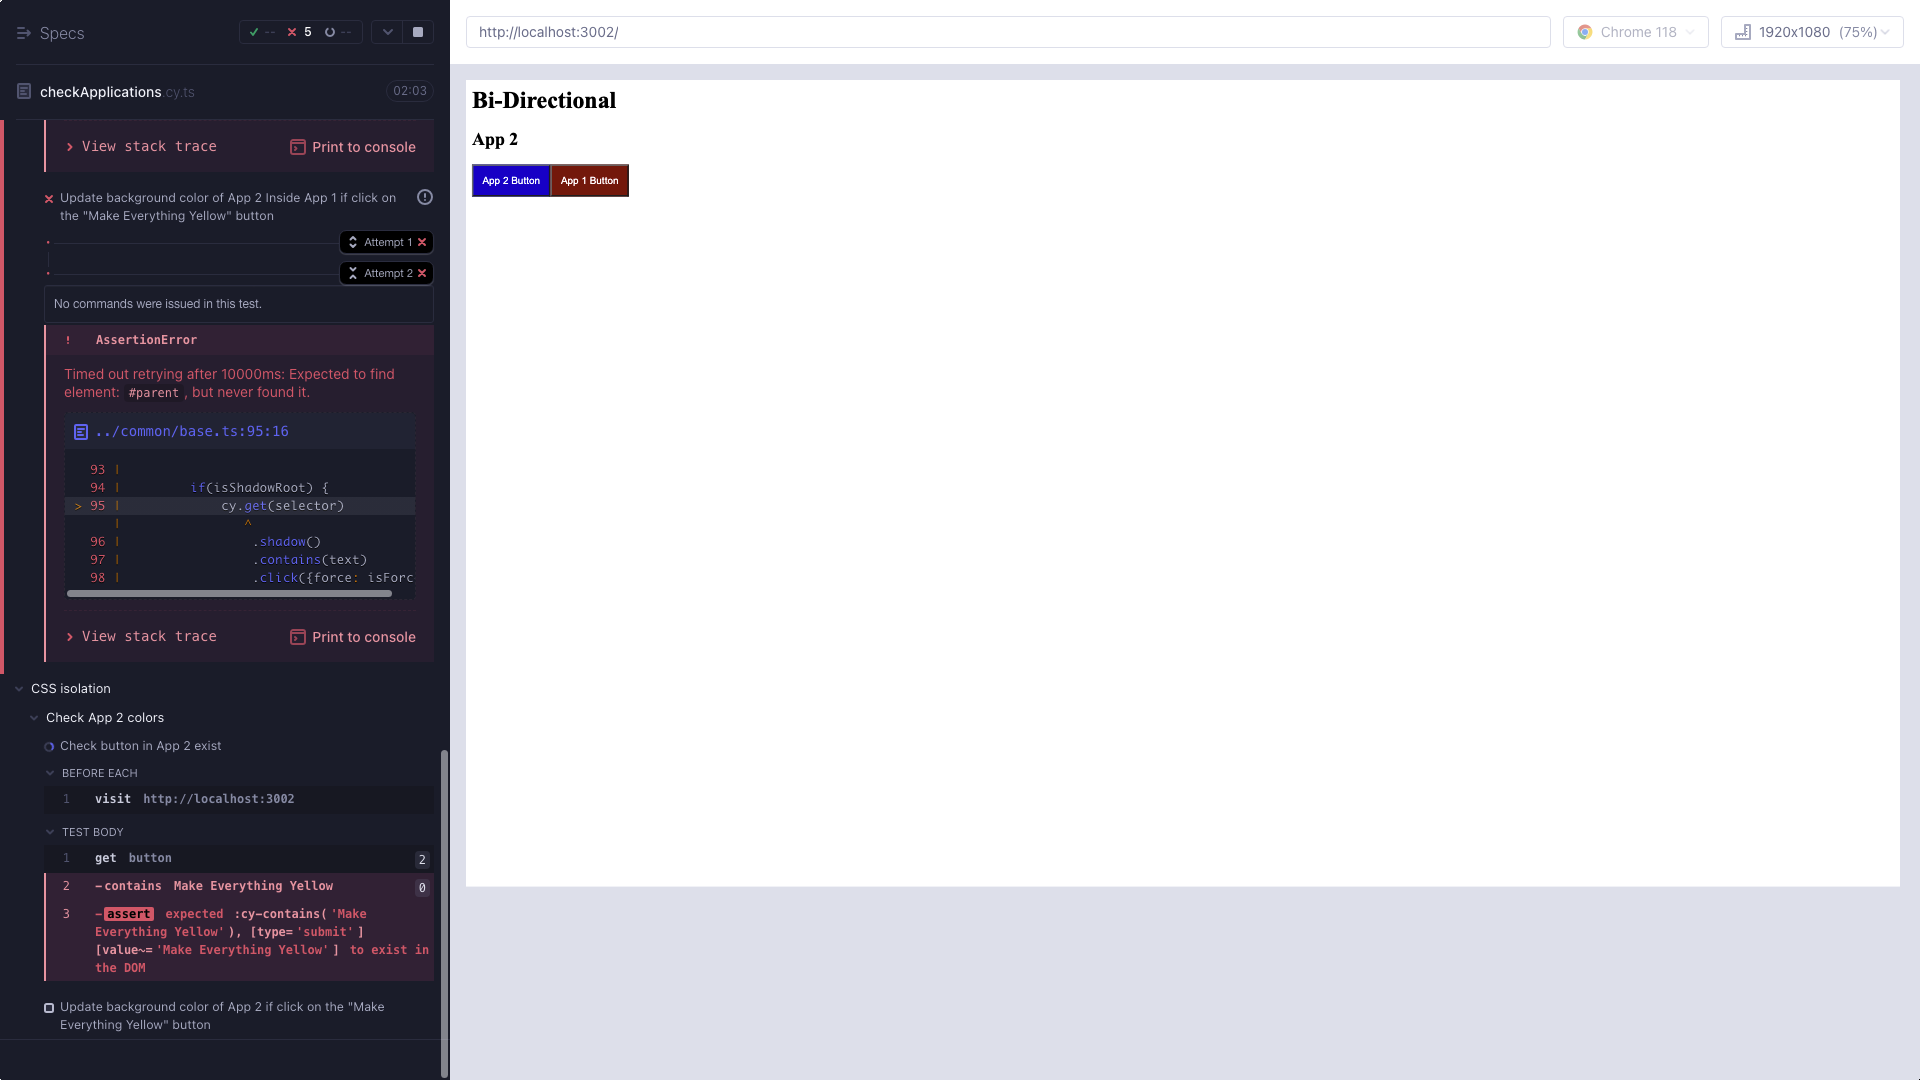 Specs
-- 5 --
checkApplications.cy.ts 02:03
View stack trace Print to console
Update background color of App 2 Inside App 1 if click on
the "Make Everything Yellow" button
Attempt 1
Attempt 2
No commands were issued in this test.
! AssertionError
Timed out retrying after 10000ms: Expected to find
element: #parent, but never found it.
../common/base.ts:95:16
93 |
94 | if(isShadowRoot) {
> 95 | cy.get(selector)
| ^
96 | .shadow()
97 | .contains(text)
98 | .click({force: isForc
View stack trace Print to console
CSS isolation
Check App 2 colors
Check button in App 2 exist
BEFORE EACH
1 visit http://localhost:3002
TEST BODY
1 get button 2
2 -contains Make Everything Yellow 0
3 -assert expected :cy-contains('Make
Everything Yellow'), [type='submit']
[value~='Make Everything Yellow'] to exist in
the DOM
Update background color of App 2 if click on the "Make
Everything Yellow" button
http://localhost:3002/
Chrome 118
1920x1080 (75%)
Bi-Directional
App 2
App 2 Button App 1 Button